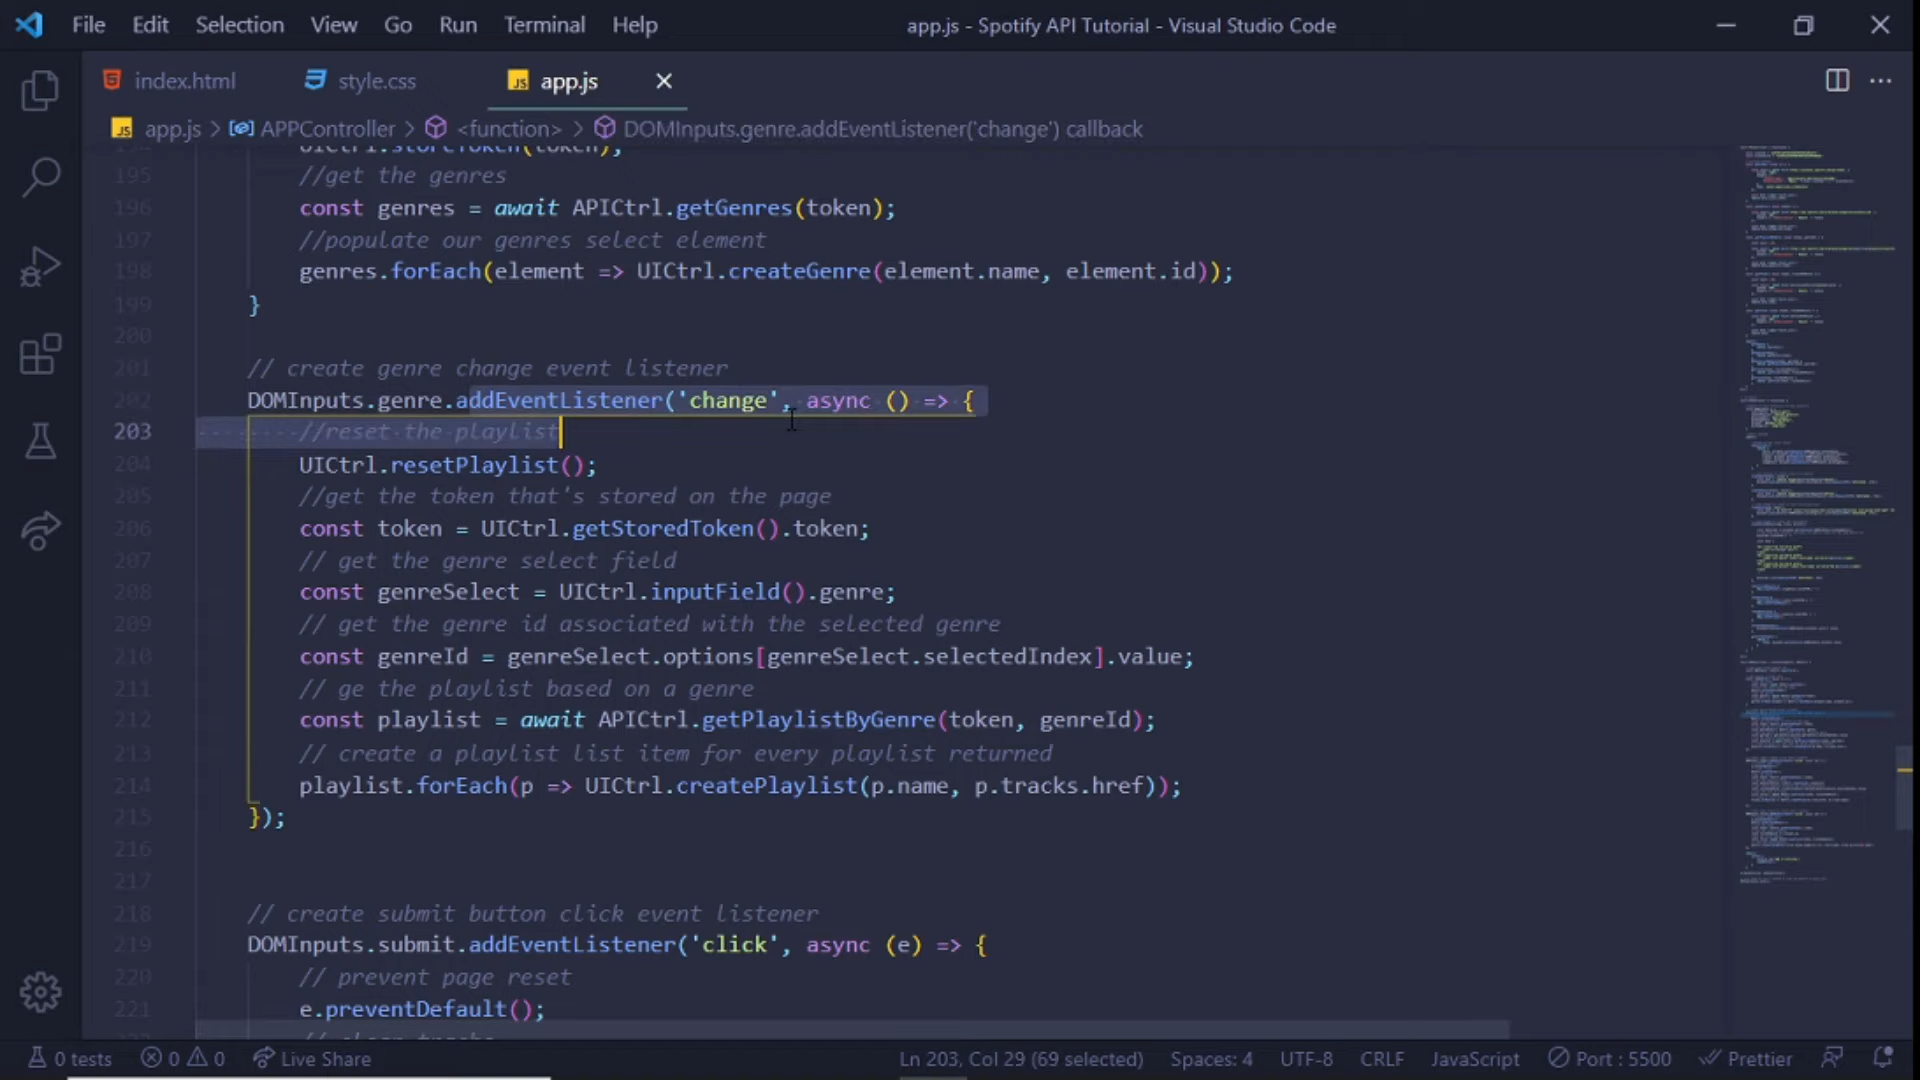 File Edit Selection View Go Run Terminal Help app.js - Spotify API Tutorial - Visual Studio Code
index.html style.css JS app.js
JS app.js > APPController > <function> > DOMInputs.genre.addEventListener('change') callback
194 UICtrl.storeToken(token);
195 //get the genres
196 const genres = await APICtrl.getGenres(token);
197 //populate our genres select element
198 genres.forEach(element => UICtrl.createGenre(element.name, element.id));
199 }
200
201 // create genre change event listener
202 DOMInputs.genre.addEventListener('change', async () => {
203 //reset the playlist
204 UICtrl.resetPlaylist();
205 //get the token that's stored on the page
206 const token = UICtrl.getStoredToken().token;
207 // get the genre select field
208 const genreSelect = UICtrl.inputField().genre;
209 // get the genre id associated with the selected genre
210 const genreId = genreSelect.options[genreSelect.selectedIndex].value;
211 // ge the playlist based on a genre
212 const playlist = await APICtrl.getPlaylistByGenre(token, genreId);
213 // create a playlist list item for every playlist returned
214 playlist.forEach(p => UICtrl.createPlaylist(p.name, p.tracks.href));
215 });
216
217
218 // create submit button click event listener
219 DOMInputs.submit.addEventListener('click', async (e) => {
220 // prevent page reset
221 e.preventDefault();
0 tests 0 0 Live Share Ln 203, Col 29 (69 selected) Spaces: 4 UTF-8 CRLF JavaScript Port : 5500 Prettier